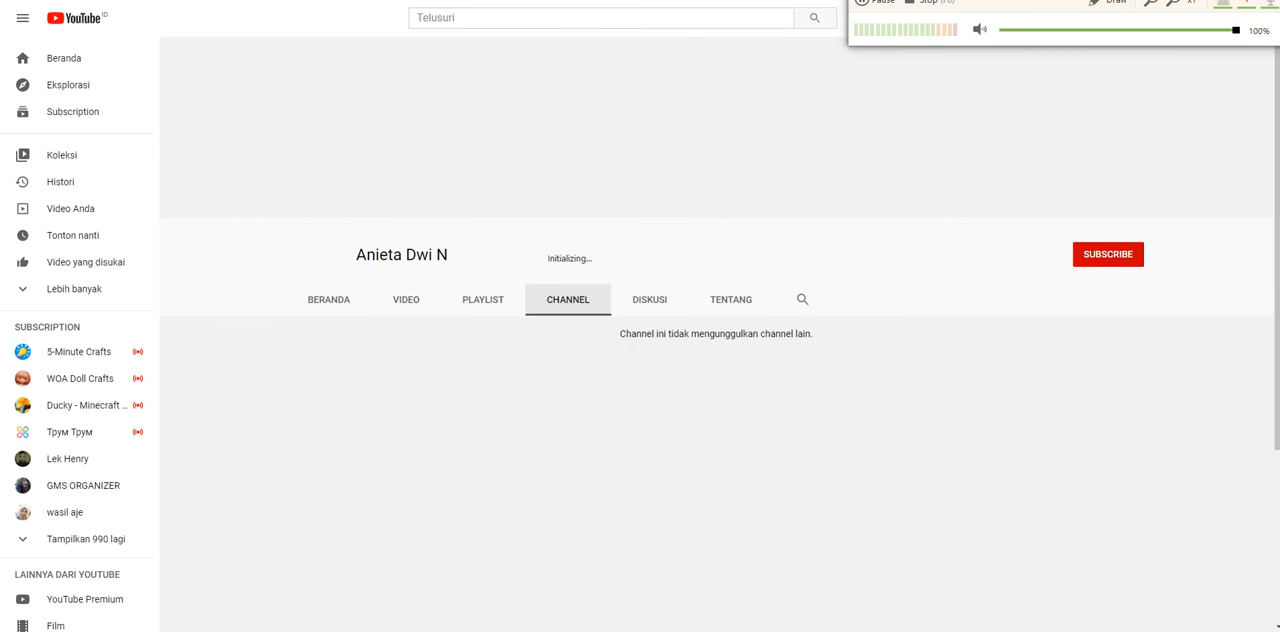 YouTube ID
Telusuri
Pause Stop (F8) Draw x1
100%
Beranda
Eksplorasi
Subscription
Koleksi
Histori
Video Anda
Tonton nanti
Video yang disukai
Lebih banyak
SUBSCRIPTION
5-Minute Crafts
WOA Doll Crafts
Ducky - Minecraft ...
Трум Трум
Lek Henry
GMS ORGANIZER
wasil aje
Tampilkan 990 lagi
LAINNYA DARI YOUTUBE
YouTube Premium
Film
Anieta Dwi N
Initializing...
SUBSCRIBE
BERANDA VIDEO PLAYLIST CHANNEL DISKUSI TENTANG
Channel ini tidak mengunggulkan channel lain.